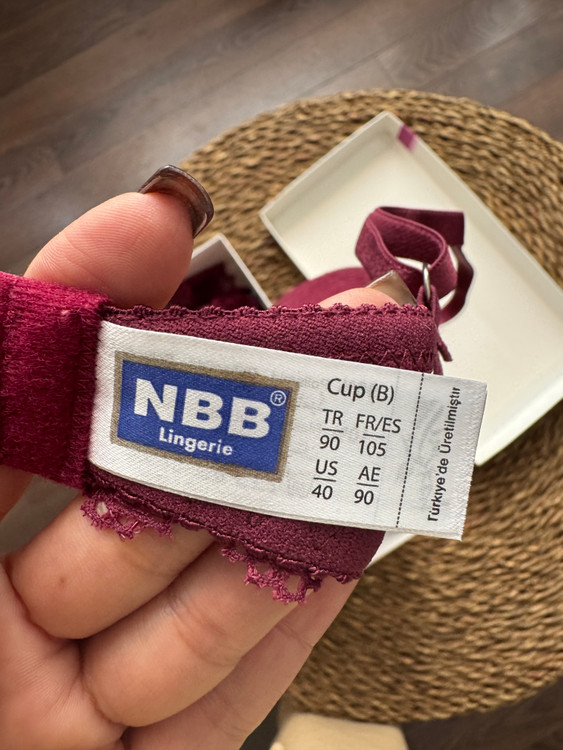 NBB®
Lingerie
Cup (B)
TR FR/ES
90 105
US AE
40 90
Türkiye'de Üretilmiştir